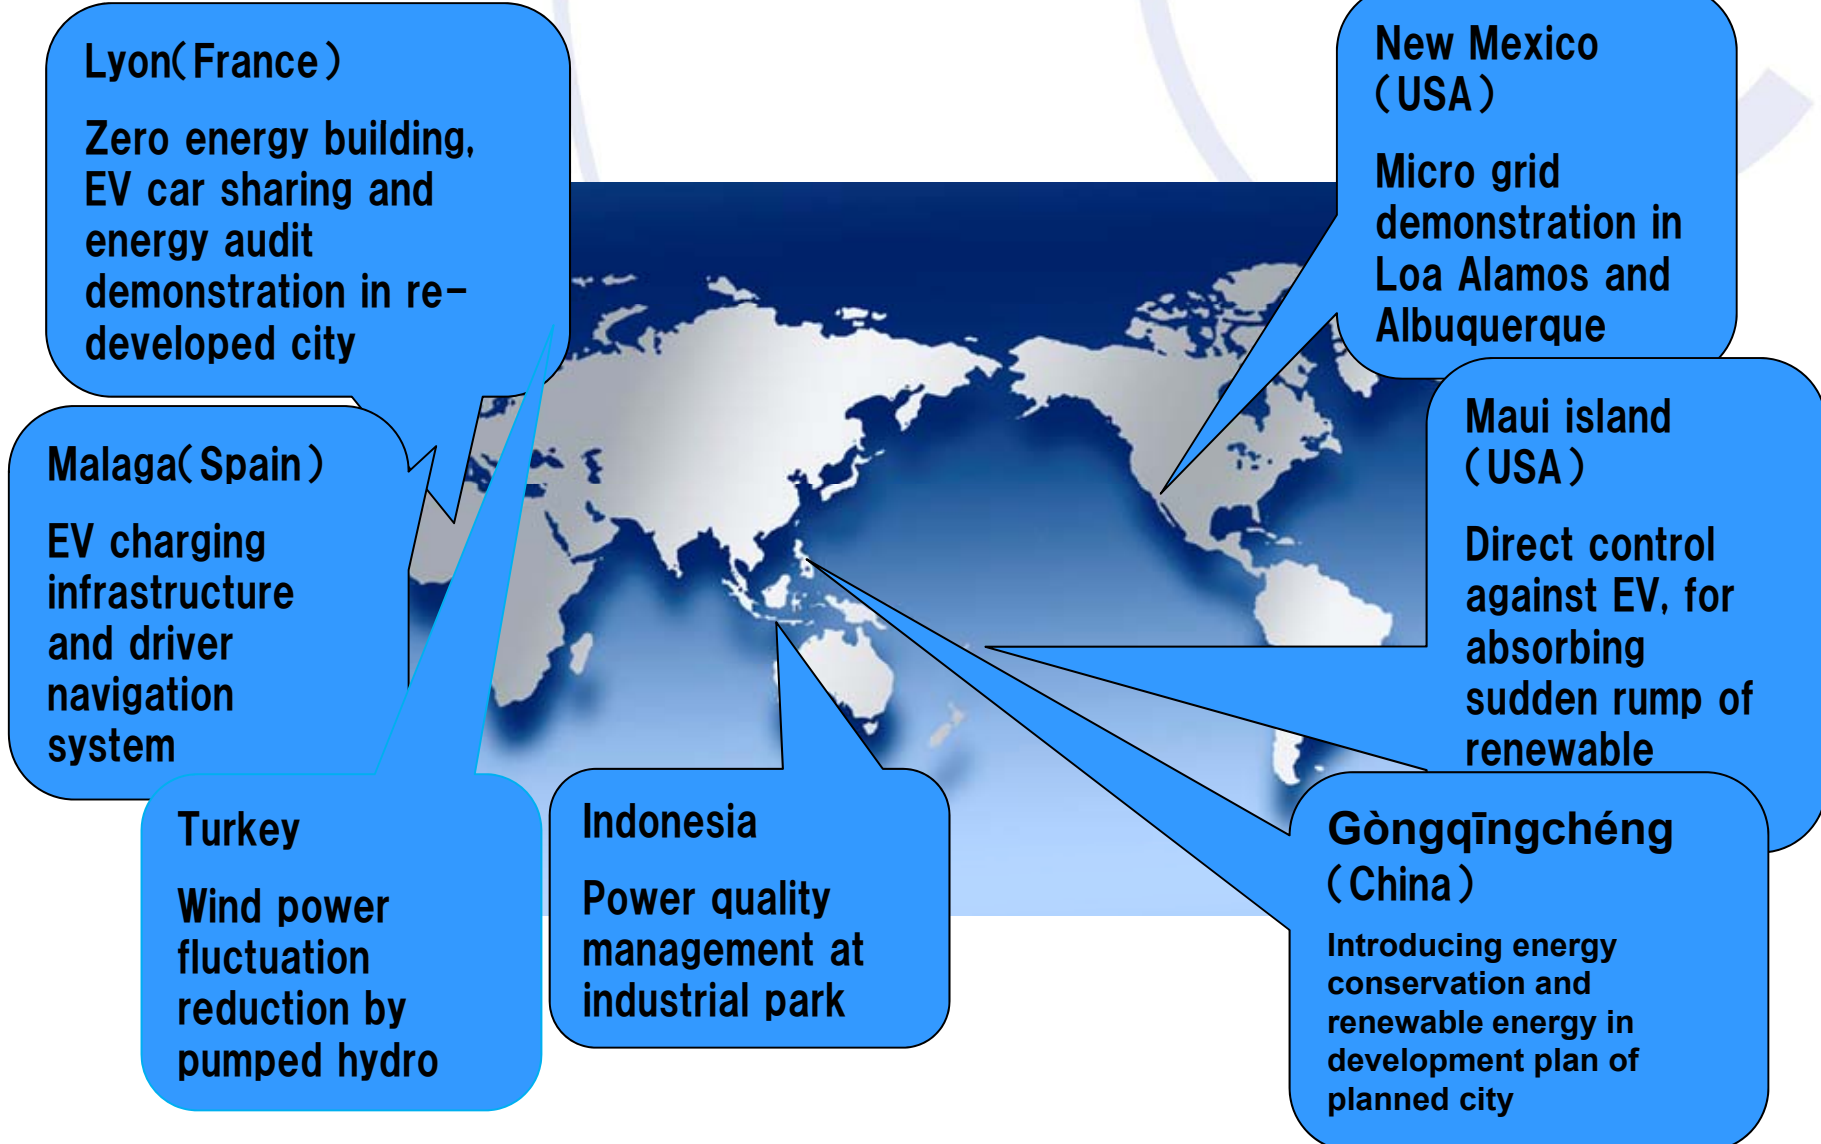 Lyon(France)
Zero energy building,
EV car sharing and
energy audit
demonstration in re-
developed city
New Mexico
(USA)
Micro grid
demonstration in
Loa Alamos and
Albuquerque
Malaga(Spain)
EV charging
infrastructure
and driver
navigation
system
Maui island
(USA)
Direct control
against EV, for
absorbing
sudden rump of
renewable
Turkey
Wind power
fluctuation
reduction by
pumped hydro
Indonesia
Power quality
management at
industrial park
Gòngqīngchéng
(China)
Introducing energy
conservation and
renewable energy in
development plan of
planned city